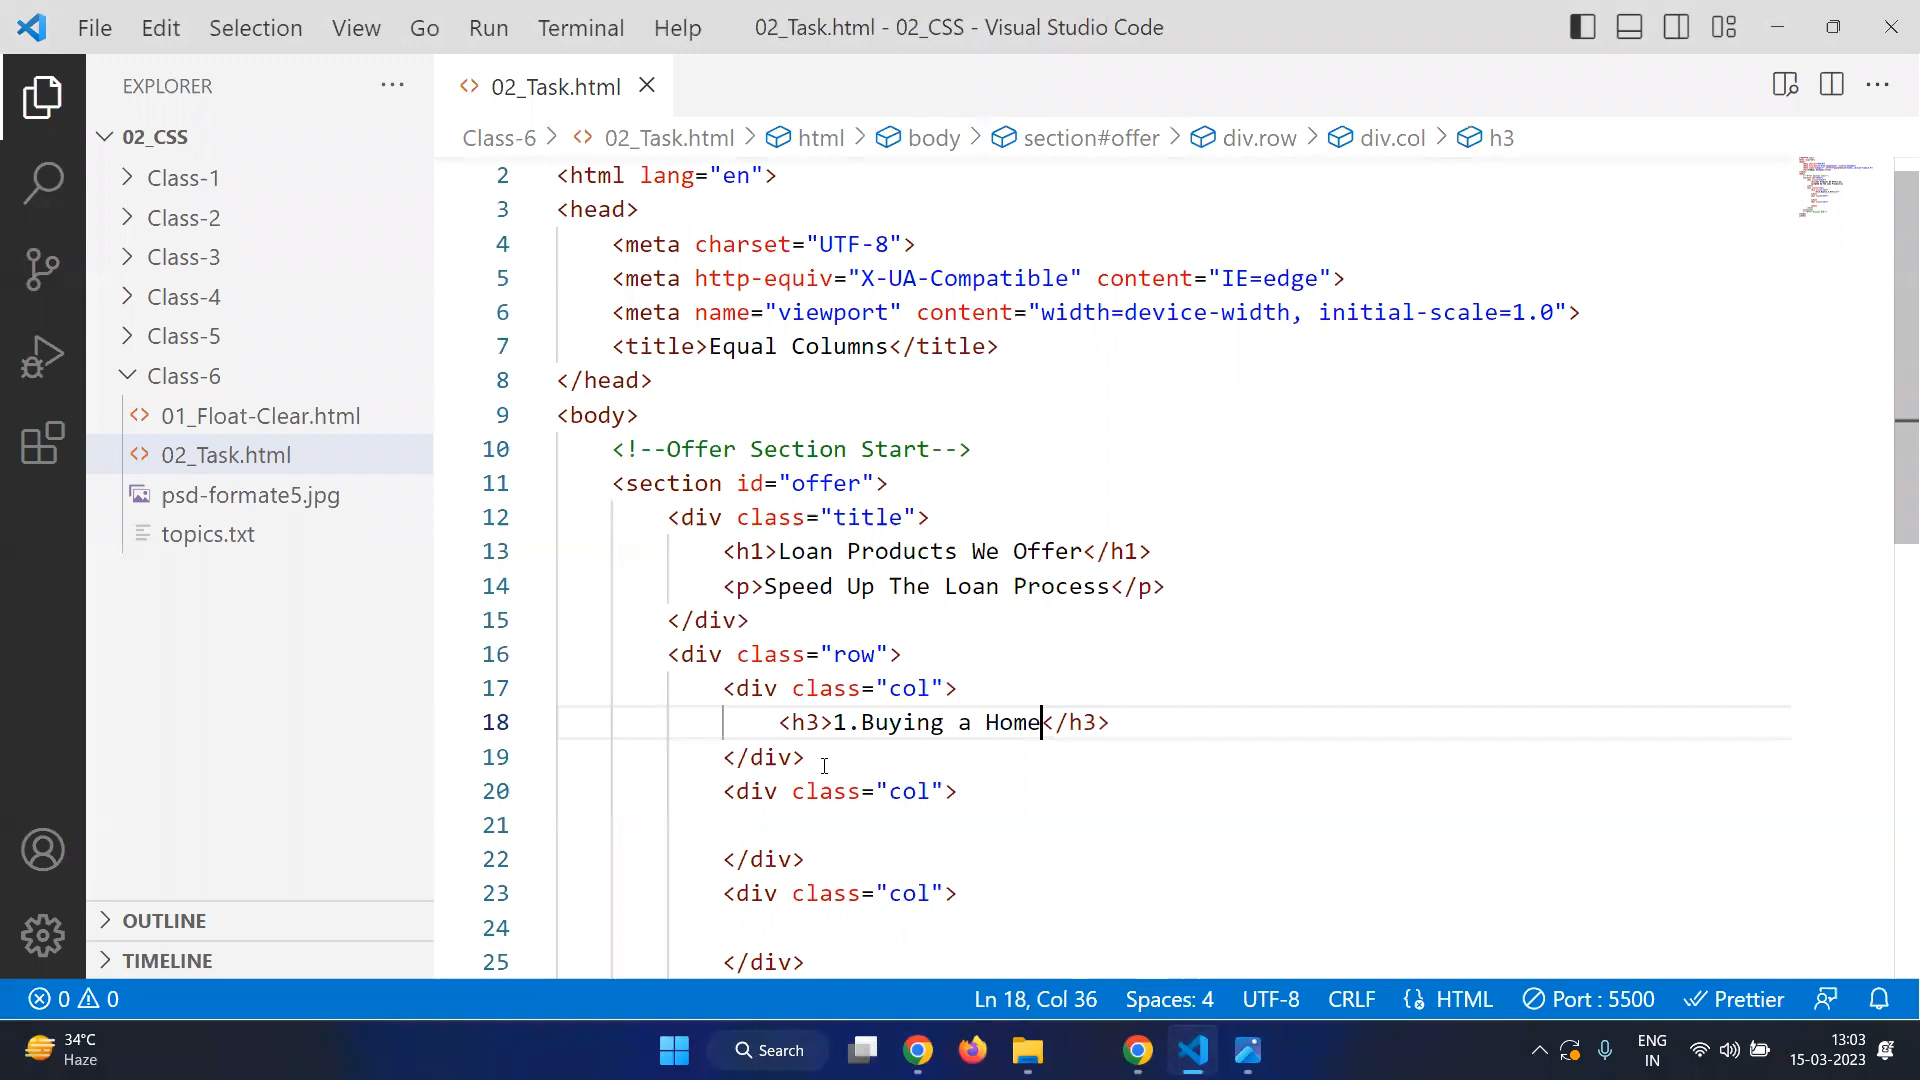 File Edit Selection View Go Run Terminal Help 02_Task.html - 02_CSS - Visual Studio Code
EXPLORER
02_CSS
Class-1
Class-2
Class-3
Class-4
Class-5
Class-6
01_Float-Clear.html
02_Task.html
psd-formate5.jpg
topics.txt
OUTLINE
TIMELINE
02_Task.html
Class-6 > 02_Task.html > html > body > section#offer > div.row > div.col > h3
2 <html lang="en">
3 <head>
4 <meta charset="UTF-8">
5 <meta http-equiv="X-UA-Compatible" content="IE=edge">
6 <meta name="viewport" content="width=device-width, initial-scale=1.0">
7 <title>Equal Columns</title>
8 </head>
9 <body>
10 <!--Offer Section Start-->
11 <section id="offer">
12 <div class="title">
13 <h1>Loan Products We Offer</h1>
14 <p>Speed Up The Loan Process</p>
15 </div>
16 <div class="row">
17 <div class="col">
18 <h3>1.Buying a Home</h3>
19 </div>
20 <div class="col">
21
22 </div>
23 <div class="col">
24
25 </div>
0 0 Ln 18, Col 36 Spaces: 4 UTF-8 CRLF HTML Port : 5500 Prettier
34°C
Haze
Search
ENG
IN
13:03
15-03-2023